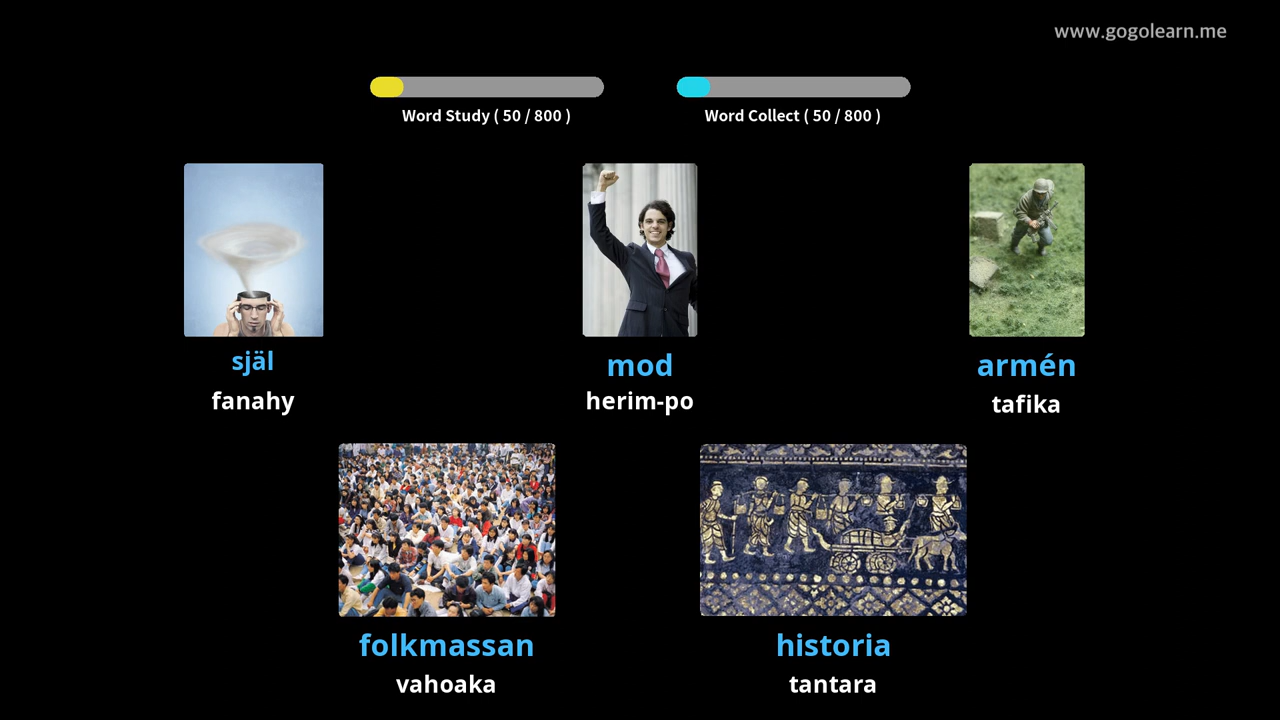 www.gogolearn.me
Word Study ( 50 / 800 )
Word Collect ( 50 / 800 )
själ
fanahy
mod
herim-po
armén
tafika
folkmassan
vahoaka
historia
tantara